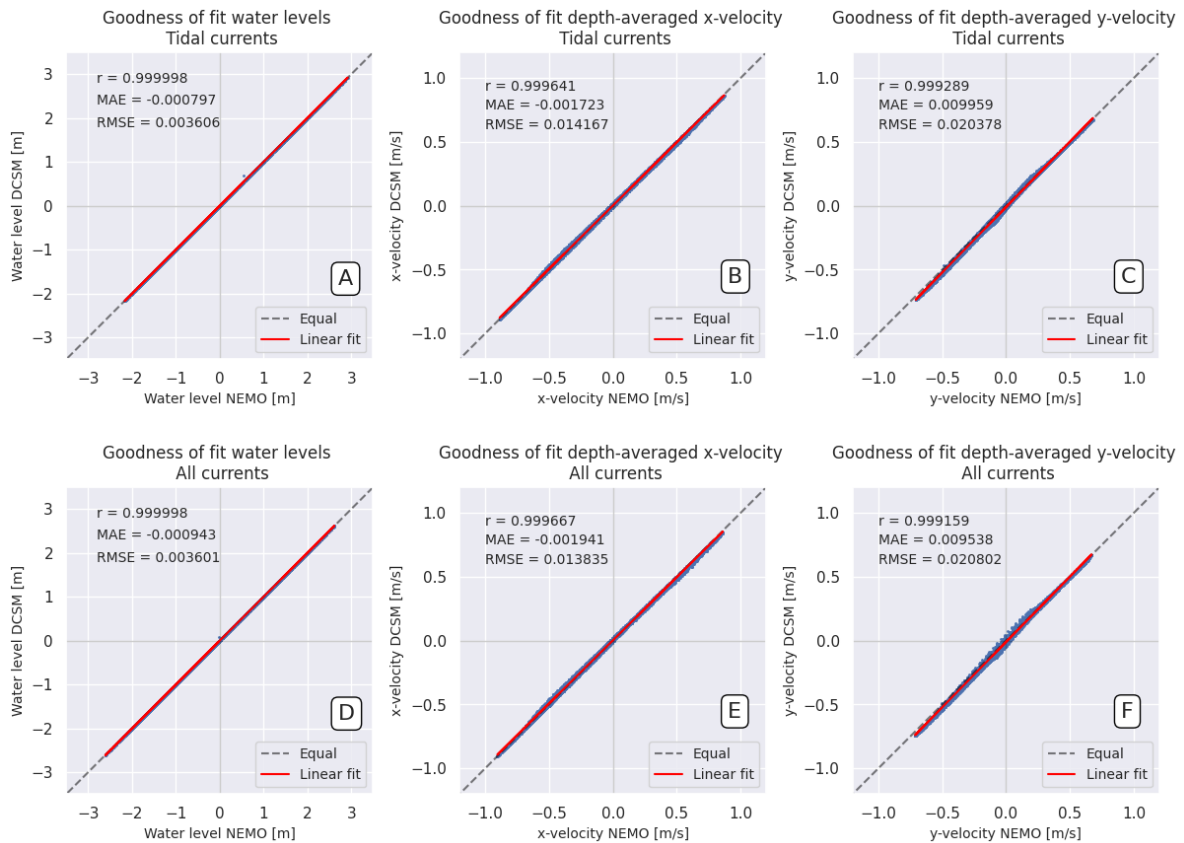 Goodness of fit water levels
Tidal currents
r = 0.999998
MAE = -0.000797
RMSE = 0.003606
Water level DCSM [m]
3
2
1
0
−1
−2
−3
A
Equal
Linear fit
−3 −2 −1 0 1 2 3
Water level NEMO [m]
Goodness of fit depth-averaged x-velocity
Tidal currents
r = 0.999641
MAE = -0.001723
RMSE = 0.014167
x-velocity DCSM [m/s]
1.0
0.5
0.0
−0.5
−1.0
B
Equal
Linear fit
−1.0 −0.5 0.0 0.5 1.0
x-velocity NEMO [m/s]
Goodness of fit depth-averaged y-velocity
Tidal currents
r = 0.999289
MAE = 0.009959
RMSE = 0.020378
y-velocity DCSM [m/s]
1.0
0.5
0.0
−0.5
−1.0
C
Equal
Linear fit
−1.0 −0.5 0.0 0.5 1.0
y-velocity NEMO [m/s]
Goodness of fit water levels
All currents
r = 0.999998
MAE = -0.000943
RMSE = 0.003601
Water level DCSM [m]
3
2
1
0
−1
−2
−3
D
Equal
Linear fit
−3 −2 −1 0 1 2 3
Water level NEMO [m]
Goodness of fit depth-averaged x-velocity
All currents
r = 0.999667
MAE = -0.001941
RMSE = 0.013835
x-velocity DCSM [m/s]
1.0
0.5
0.0
−0.5
−1.0
E
Equal
Linear fit
−1.0 −0.5 0.0 0.5 1.0
x-velocity NEMO [m/s]
Goodness of fit depth-averaged y-velocity
All currents
r = 0.999159
MAE = 0.009538
RMSE = 0.020802
y-velocity DCSM [m/s]
1.0
0.5
0.0
−0.5
−1.0
F
Equal
Linear fit
−1.0 −0.5 0.0 0.5 1.0
y-velocity NEMO [m/s]